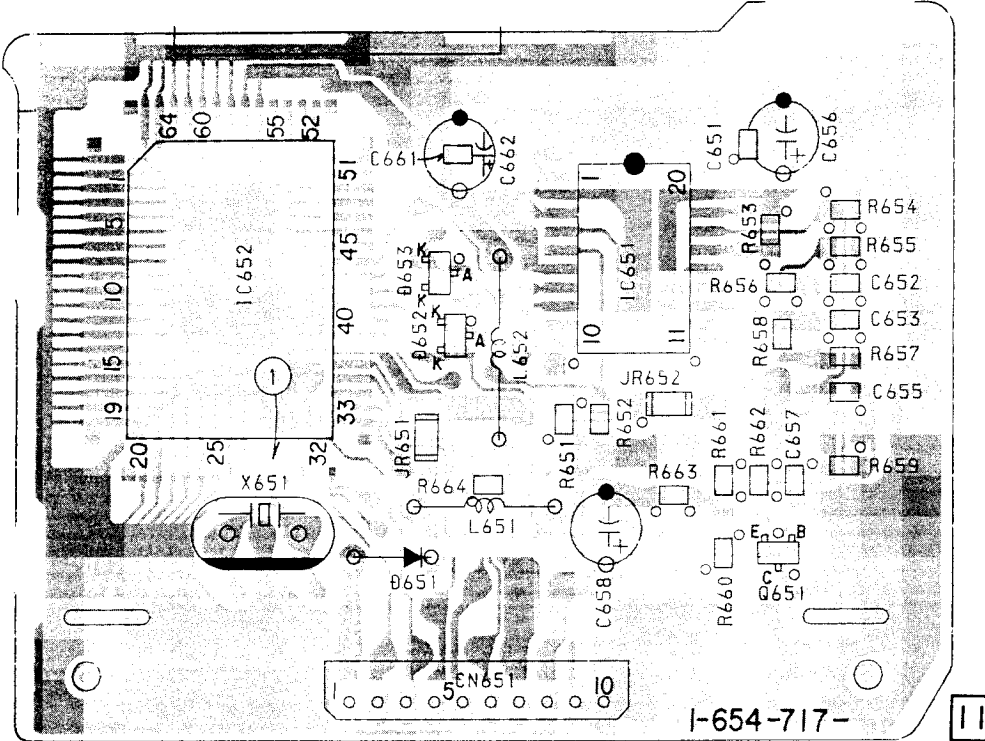 64
60
55
52
C661
C662
C651
C656
1
51
1
20
5
45
IC652
D653
K
A
K
IC651
R653
R654
R655
R656
C652
10
40
D652
K
A
K
L652
10
11
R658
C653
R657
15
JR652
C655
19
33
20
25
32
JR651
R651
R652
R661
R662
C657
R659
X651
R664
R663
L651
D651
C658
R660
E
B
C
Q651
CN651
1
5
10
1-654-717-
11